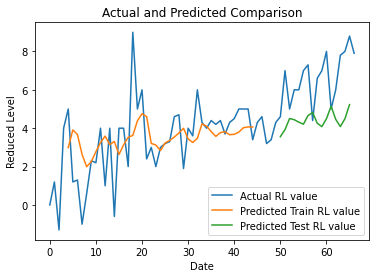 Actual and Predicted Comparison
8
6
4
2
0
Reduced Level
Actual RL value
Predicted Train RL value
Predicted Test RL value
0 10 20 30 40 50 60
Date